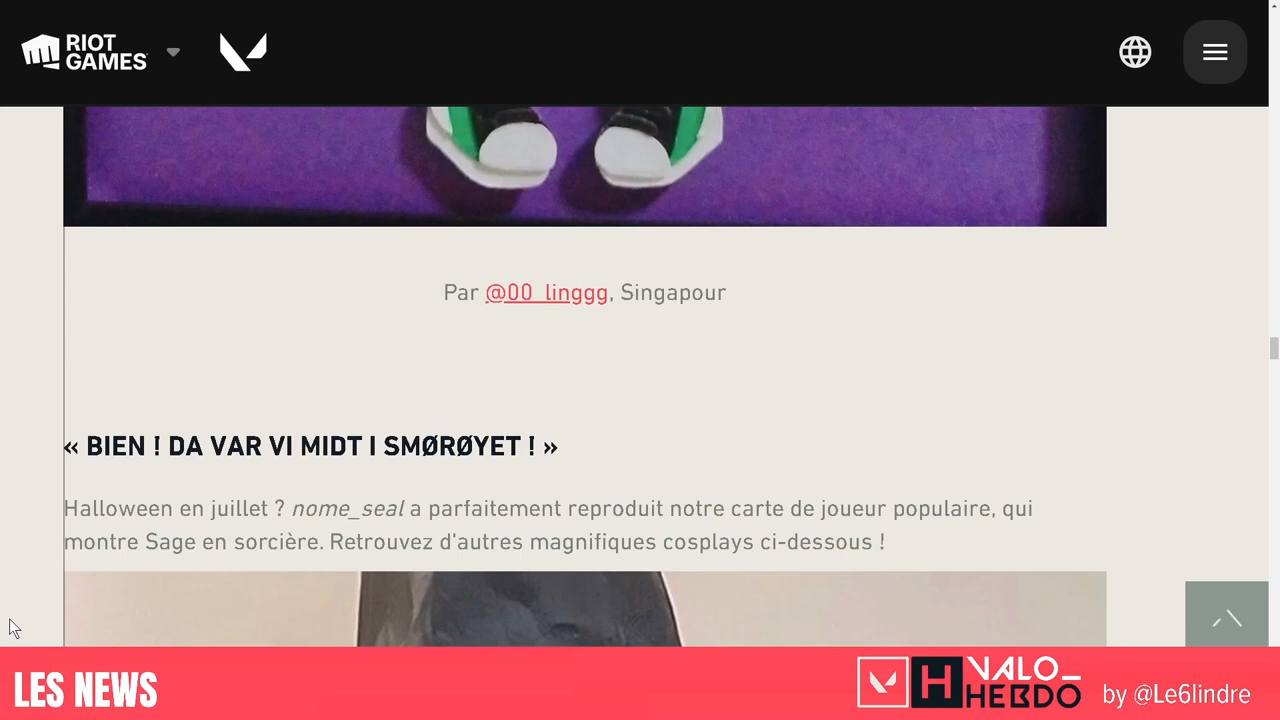 RIOT
GAMES
Par @00_linggg, Singapour
« BIEN ! DA VAR VI MIDT I SMØRØYET ! »
Halloween en juillet ? nome_seal a parfaitement reproduit notre carte de joueur populaire, qui
montre Sage en sorcière. Retrouvez d'autres magnifiques cosplays ci-dessous !
LES NEWS
H VALO_
HEBDO
by @Le6lindre